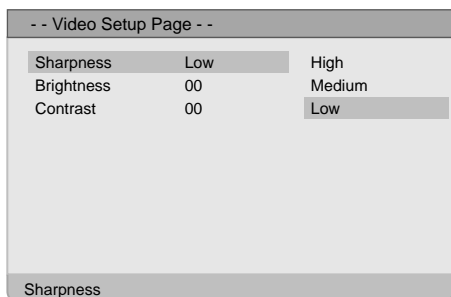 - - Video Setup Page - -
Sharpness Low High
Brightness 00 Medium
Contrast 00 Low
Sharpness